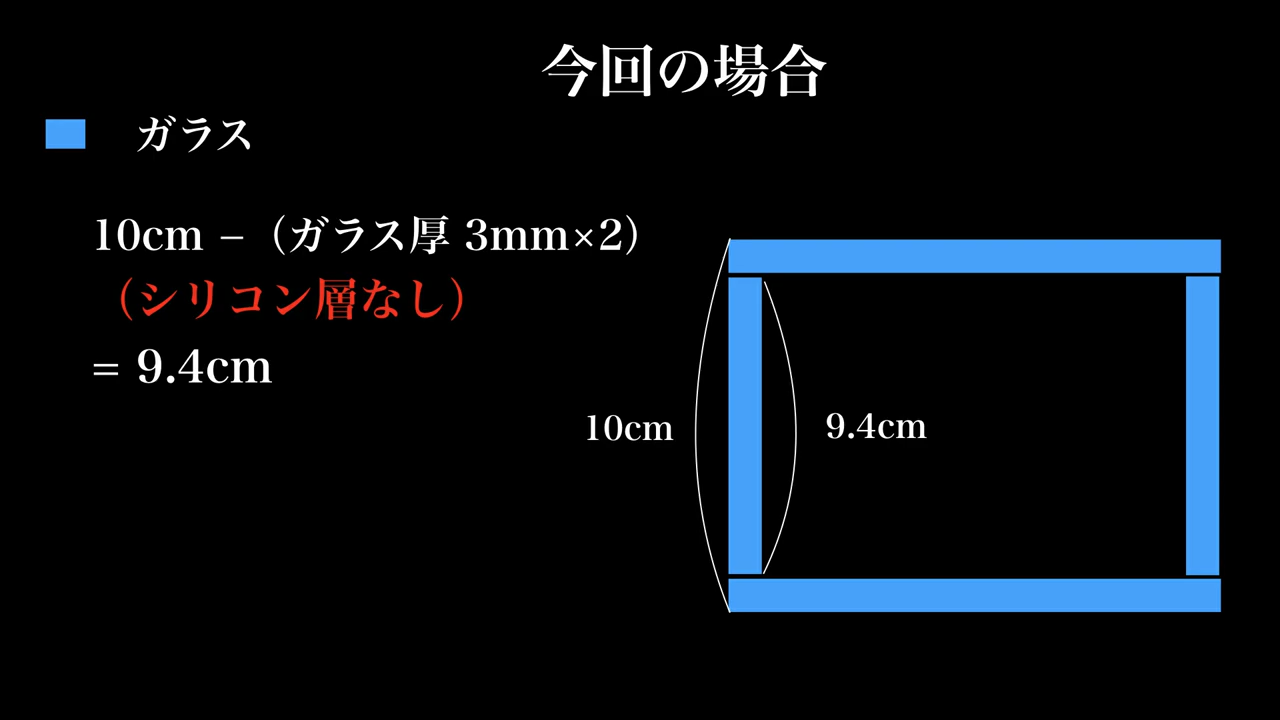 今回の場合
ガラス
10cm −（ガラス厚 3mm×2）
（シリコン層なし）
= 9.4cm
10cm
9.4cm